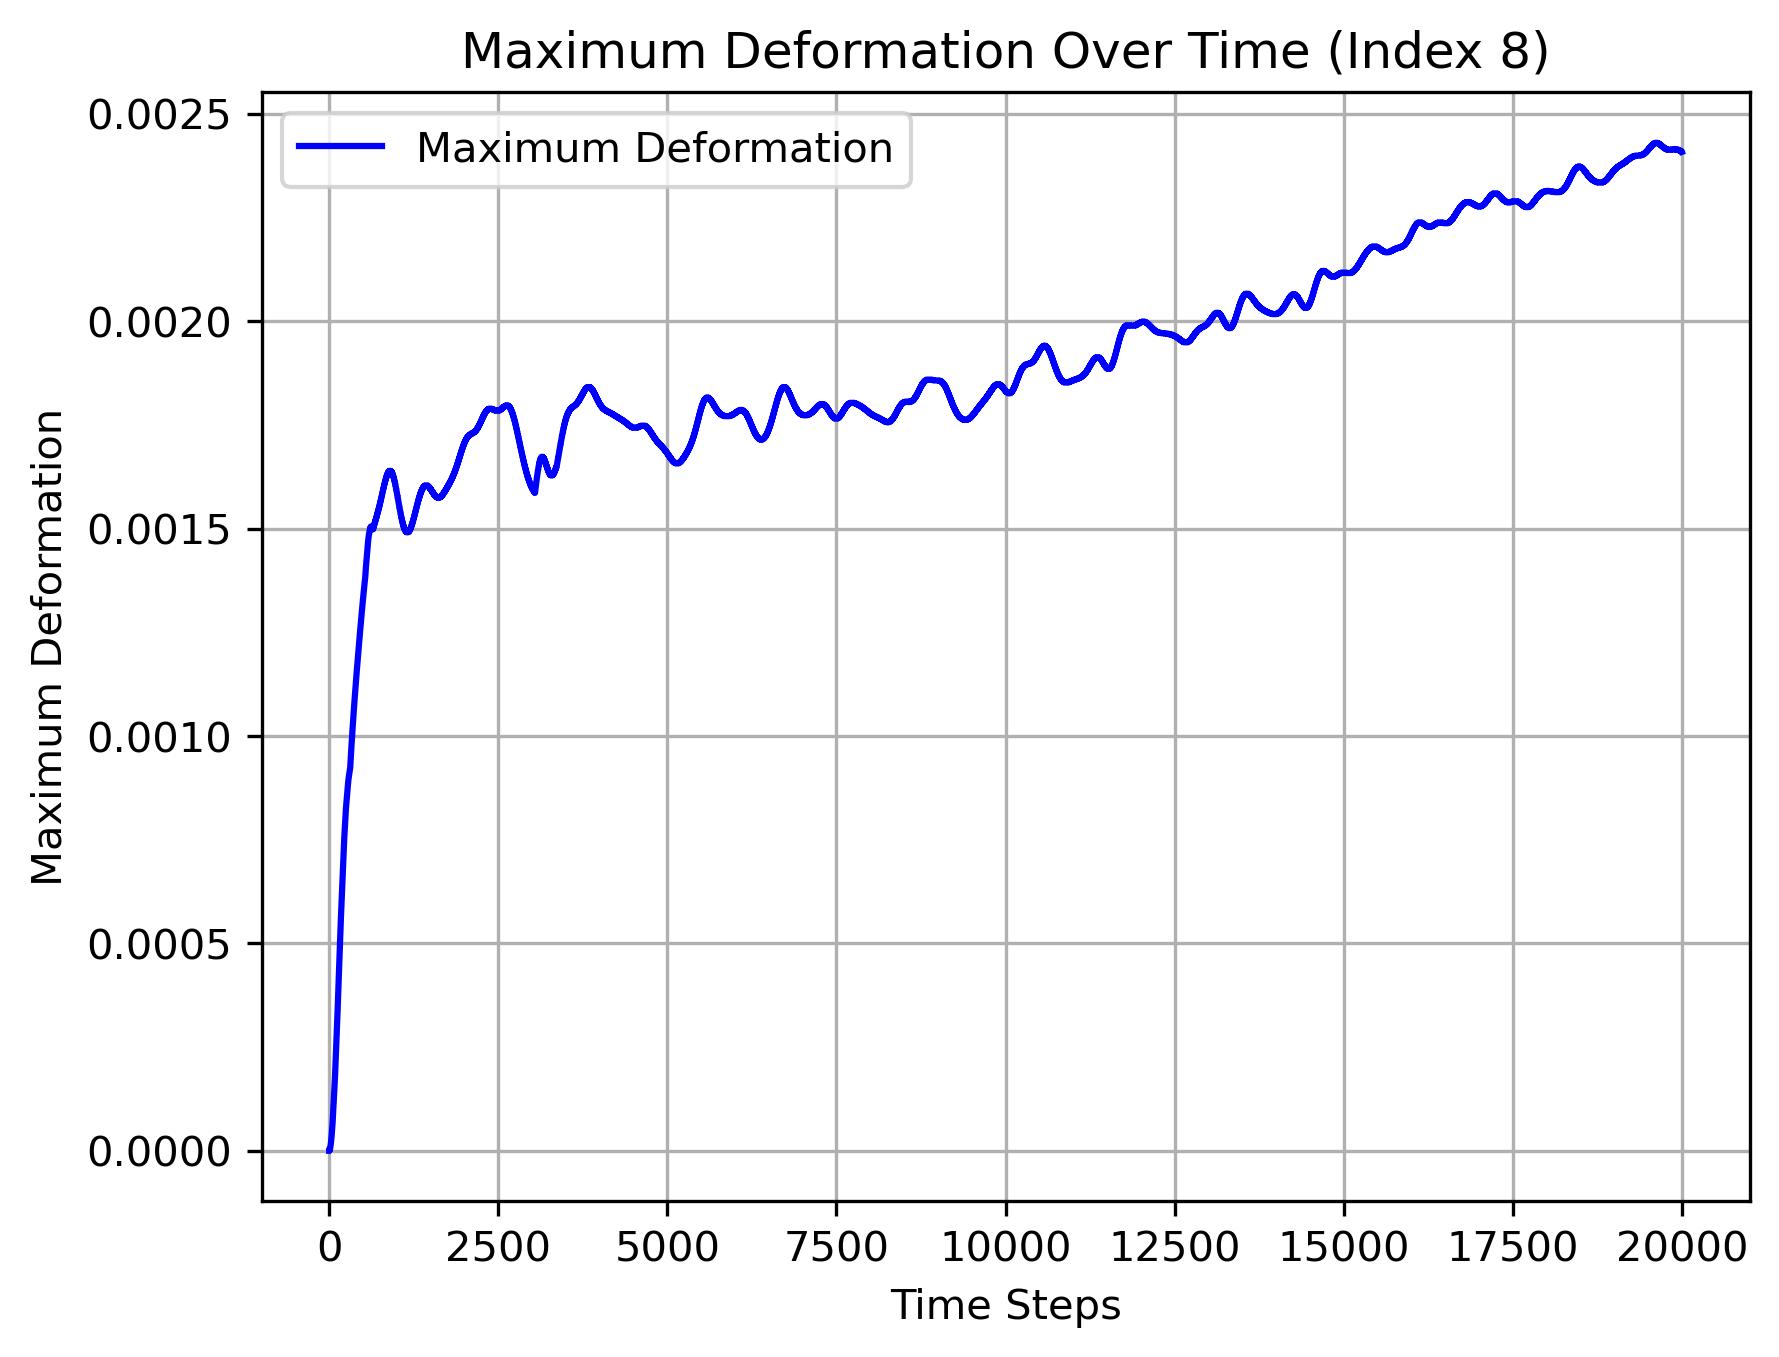 Maximum Deformation Over Time (Index 8)
Maximum Deformation
Maximum Deformation
0.0025
0.0020
0.0015
0.0010
0.0005
0.0000
0 2500 5000 7500 10000 12500 15000 17500 20000
Time Steps